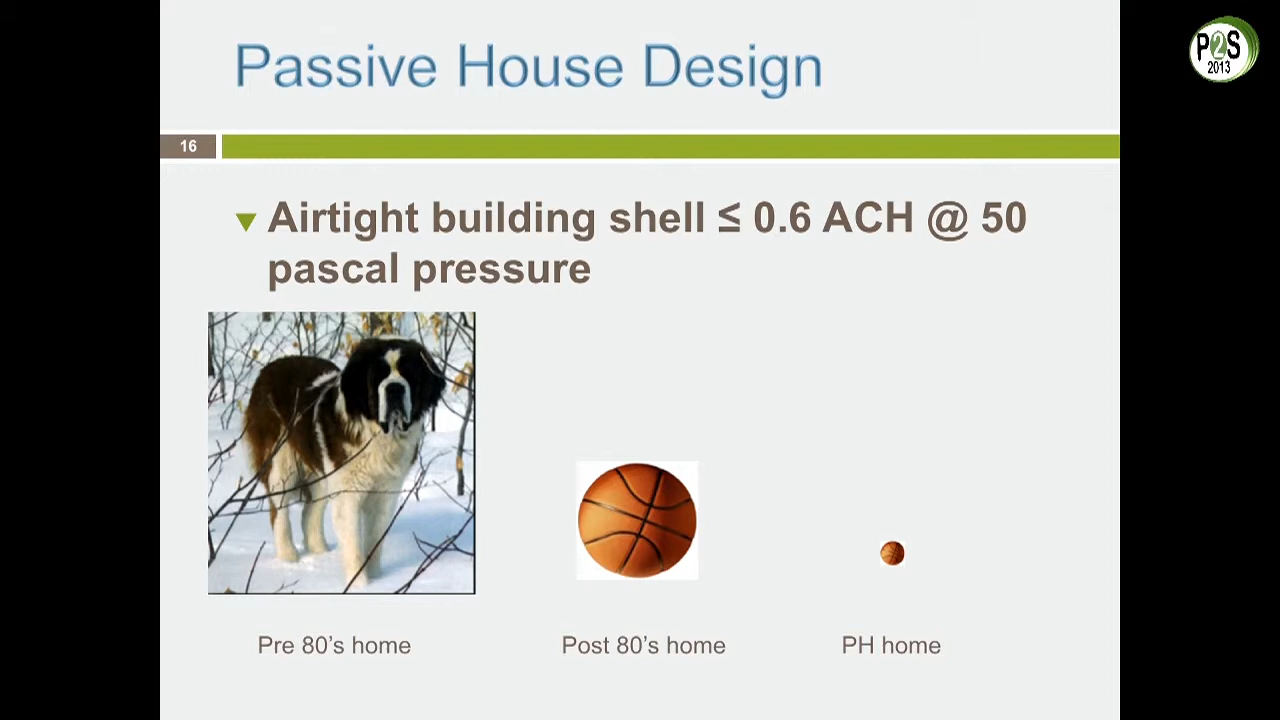 Passive House Design
P2S
2013
16
Airtight building shell ≤ 0.6 ACH @ 50
pascal pressure
Pre 80’s home
Post 80’s home
PH home